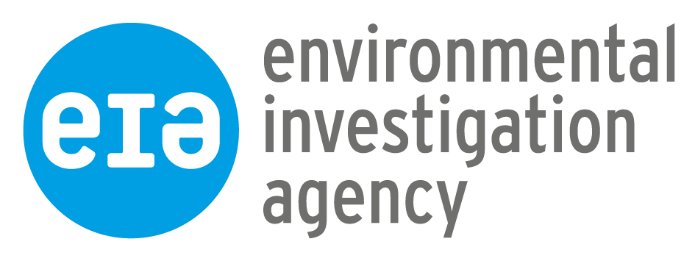 eia
environmental
investigation
agency